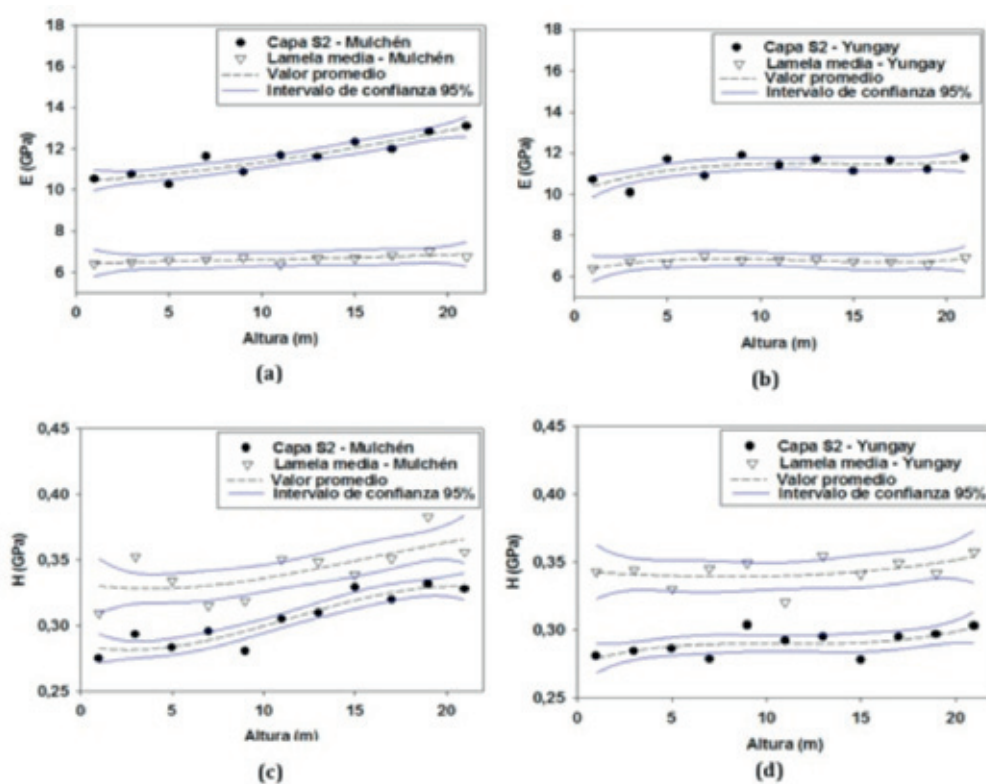 18
16
14
12
10
8
6
E (GPa)
Capa S2 - Mulchén
Lamela media - Mulchén
Valor promedio
Intervalo de confianza 95%
0 5 10 15 20
Altura (m)
(a)
18
16
14
12
10
8
6
E (GPa)
Capa S2 - Yungay
Lamela media - Yungay
Valor promedio
Intervalo de confianza 95%
0 5 10 15 20
Altura (m)
(b)
0,45
0,40
0,35
0,30
0,25
H (GPa)
Capa S2 - Mulchén
Lamela media - Mulchén
Valor promedio
Intervalo de confianza 95%
0 5 10 15 20
Altura (m)
(c)
0,45
0,40
0,35
0,30
0,25
H (GPa)
Capa S2 - Yungay
Lamela media - Yungay
Valor promedio
Intervalo de confianza 95%
0 5 10 15 20
Altura (m)
(d)